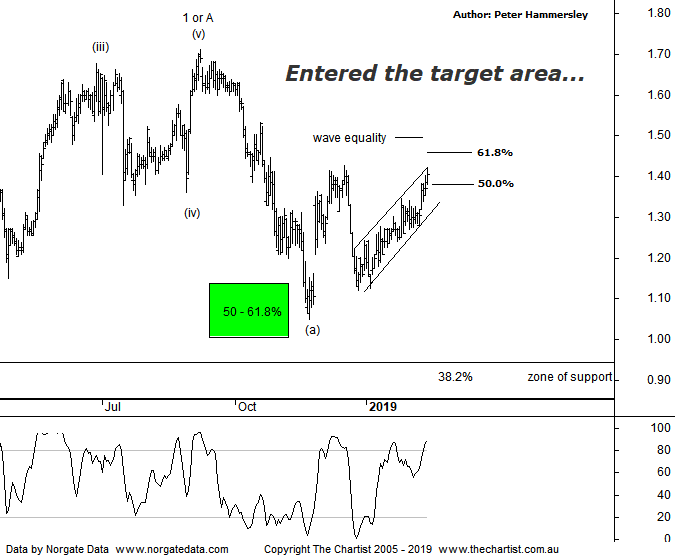 Author: Peter Hammersley
1.80
1 or A
(v)
(iii)
1.70
Entered the target area...
1.60
wave equality
1.50
61.8%
50.0%
1.40
(iv)
1.30
1.20
50 - 61.8%
1.10
(a)
1.00
38.2%
zone of support
0.90
Jul
Oct
2019
100
80
60
40
20
0
Data by Norgate Data www.norgatedata.com
Copyright The Chartist 2005 - 2019 www.thechartist.com.au